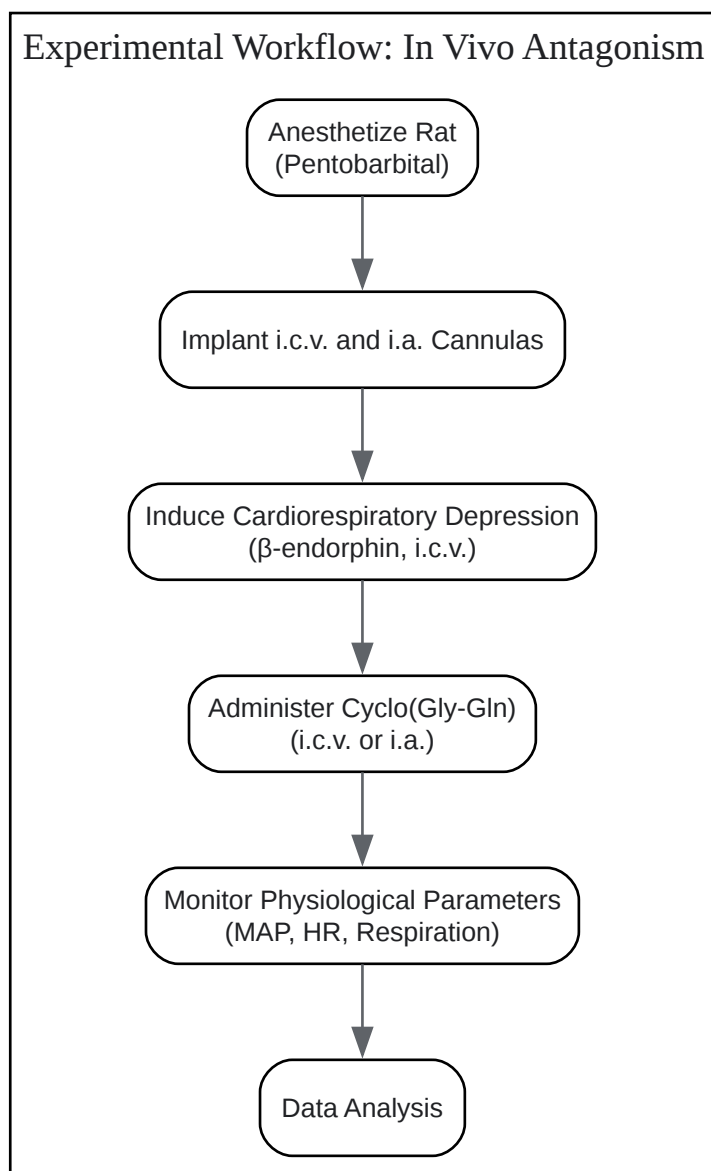 Experimental Workflow: In Vivo Antagonism
Anesthetize Rat
(Pentobarbital)
Implant i.c.v. and i.a. Cannulas
Induce Cardiorespiratory Depression
(β-endorphin, i.c.v.)
Administer Cyclo(Gly-Gln)
(i.c.v. or i.a.)
Monitor Physiological Parameters
(MAP, HR, Respiration)
Data Analysis